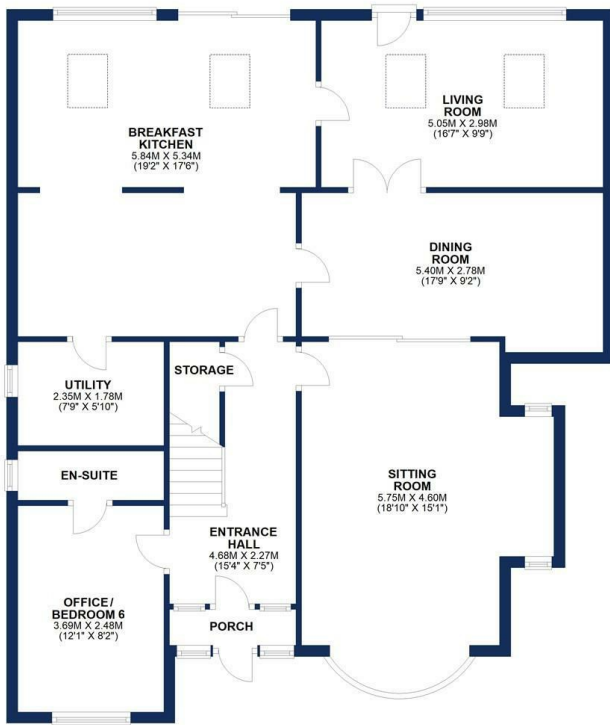 BREAKFAST
KITCHEN
5.84M X 5.34M
(19'2" X 17'6")
LIVING
ROOM
5.05M X 2.98M
(16'7" X 9'9")
DINING
ROOM
5.40M X 2.78M
(17'9" X 9'2")
STORAGE
UTILITY
2.35M X 1.78M
(7'9" X 5'10")
EN-SUITE
SITTING
ROOM
5.75M X 4.60M
(18'10" X 15'1")
ENTRANCE
HALL
4.68M X 2.27M
(15'4" X 7'5")
OFFICE/
BEDROOM 6
3.69M X 2.48M
(12'1" X 8'2")
PORCH